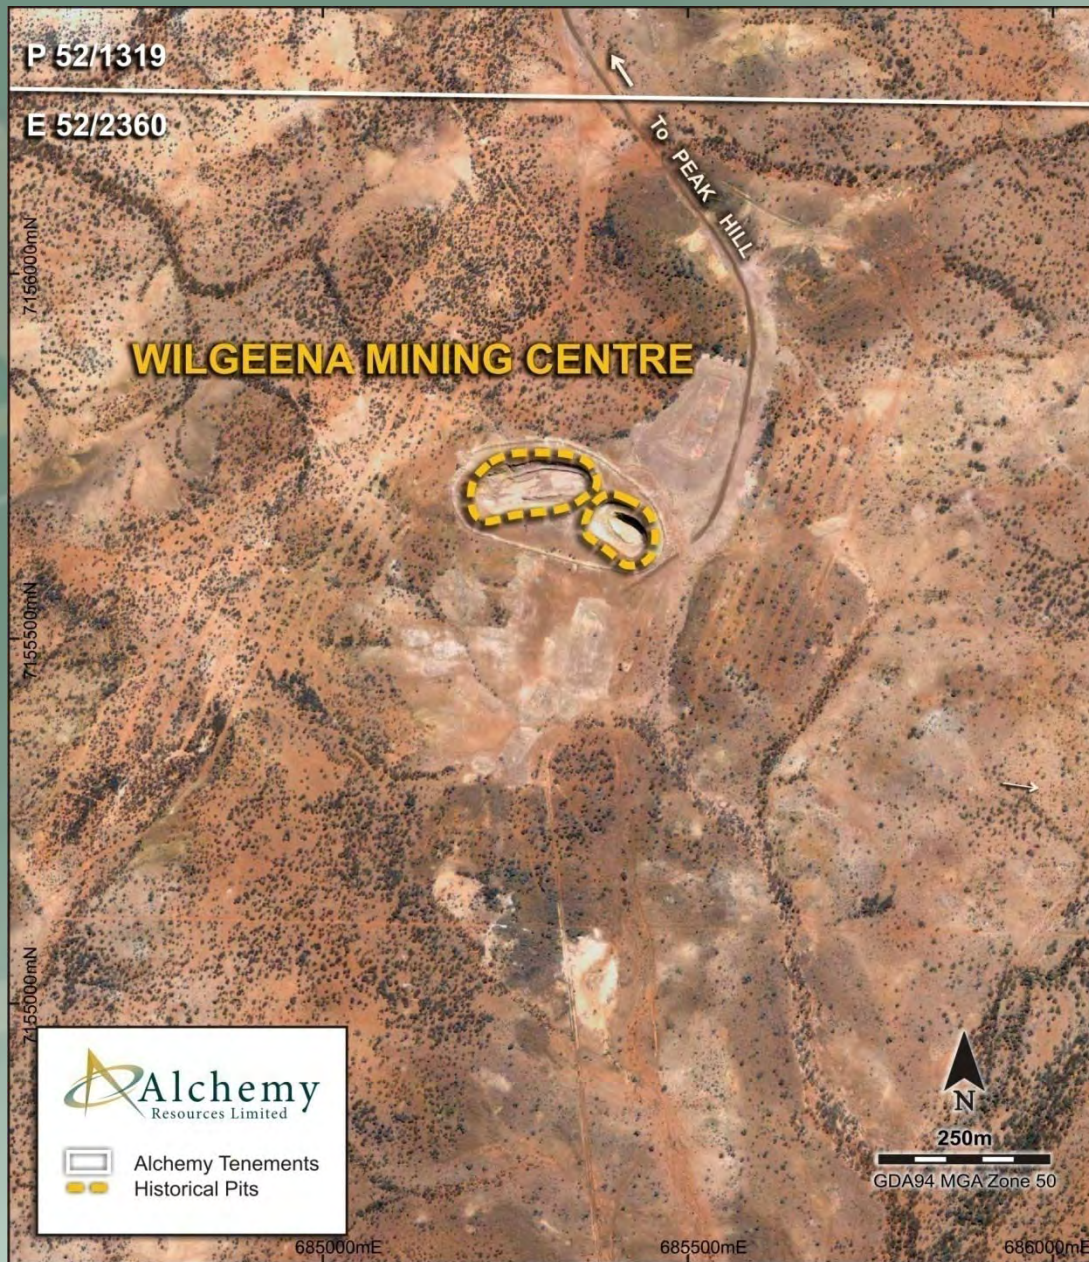 P 52/1319
E 52/2360
To PEAK HILL
7156000mN
WILGEENA MINING CENTRE
7155500mN
7155000mN
Alchemy
Resources Limited
Alchemy Tenements
Historical Pits
N
250m
GDA94 MGA Zone 50
685000mE
685500mE
686000mE